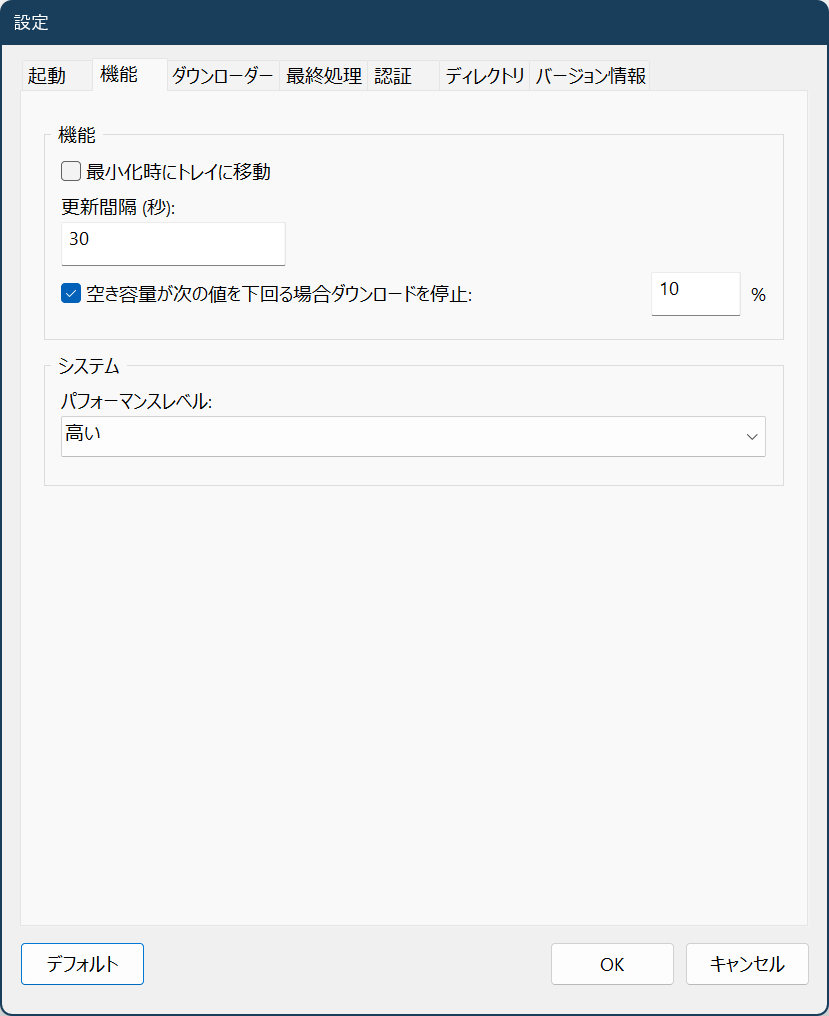 設定
起動 機能 ダウンローダー 最終処理 認証 ディレクトリ バージョン情報
機能
最小化時にトレイに移動
更新間隔 (秒):
30
空き容量が次の値を下回る場合ダウンロードを停止: 10 %
システム
パフォーマンスレベル:
高い
デフォルト OK キャンセル